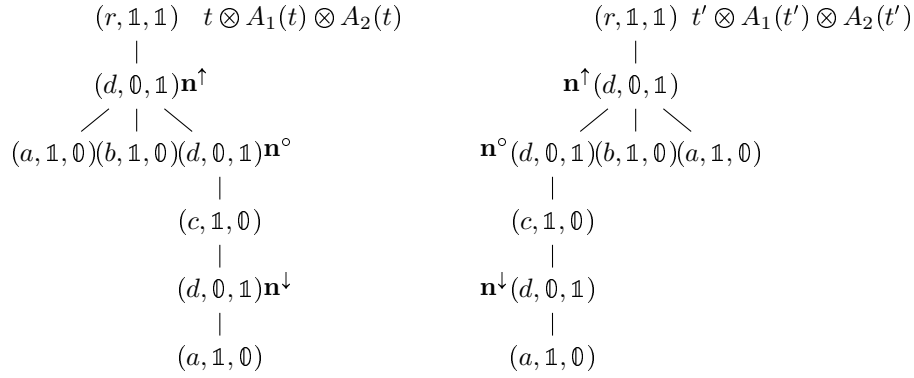 (r, 𝟙, 𝟙) t ⊗ A₁(t) ⊗ A₂(t) (r, 𝟙, 𝟙) t′ ⊗ A₁(t′) ⊗ A₂(t′)
(d, 𝟘, 𝟙)n↑ n↑(d, 𝟘, 𝟙)
(a, 𝟙, 𝟘)(b, 𝟙, 𝟘)(d, 𝟘, 𝟙)n° n°(d, 𝟘, 𝟙)(b, 𝟙, 𝟘)(a, 𝟙, 𝟘)
(c, 𝟙, 𝟘) (c, 𝟙, 𝟘)
(d, 𝟘, 𝟙)n↓ n↓(d, 𝟘, 𝟙)
(a, 𝟙, 𝟘) (a, 𝟙, 𝟘)